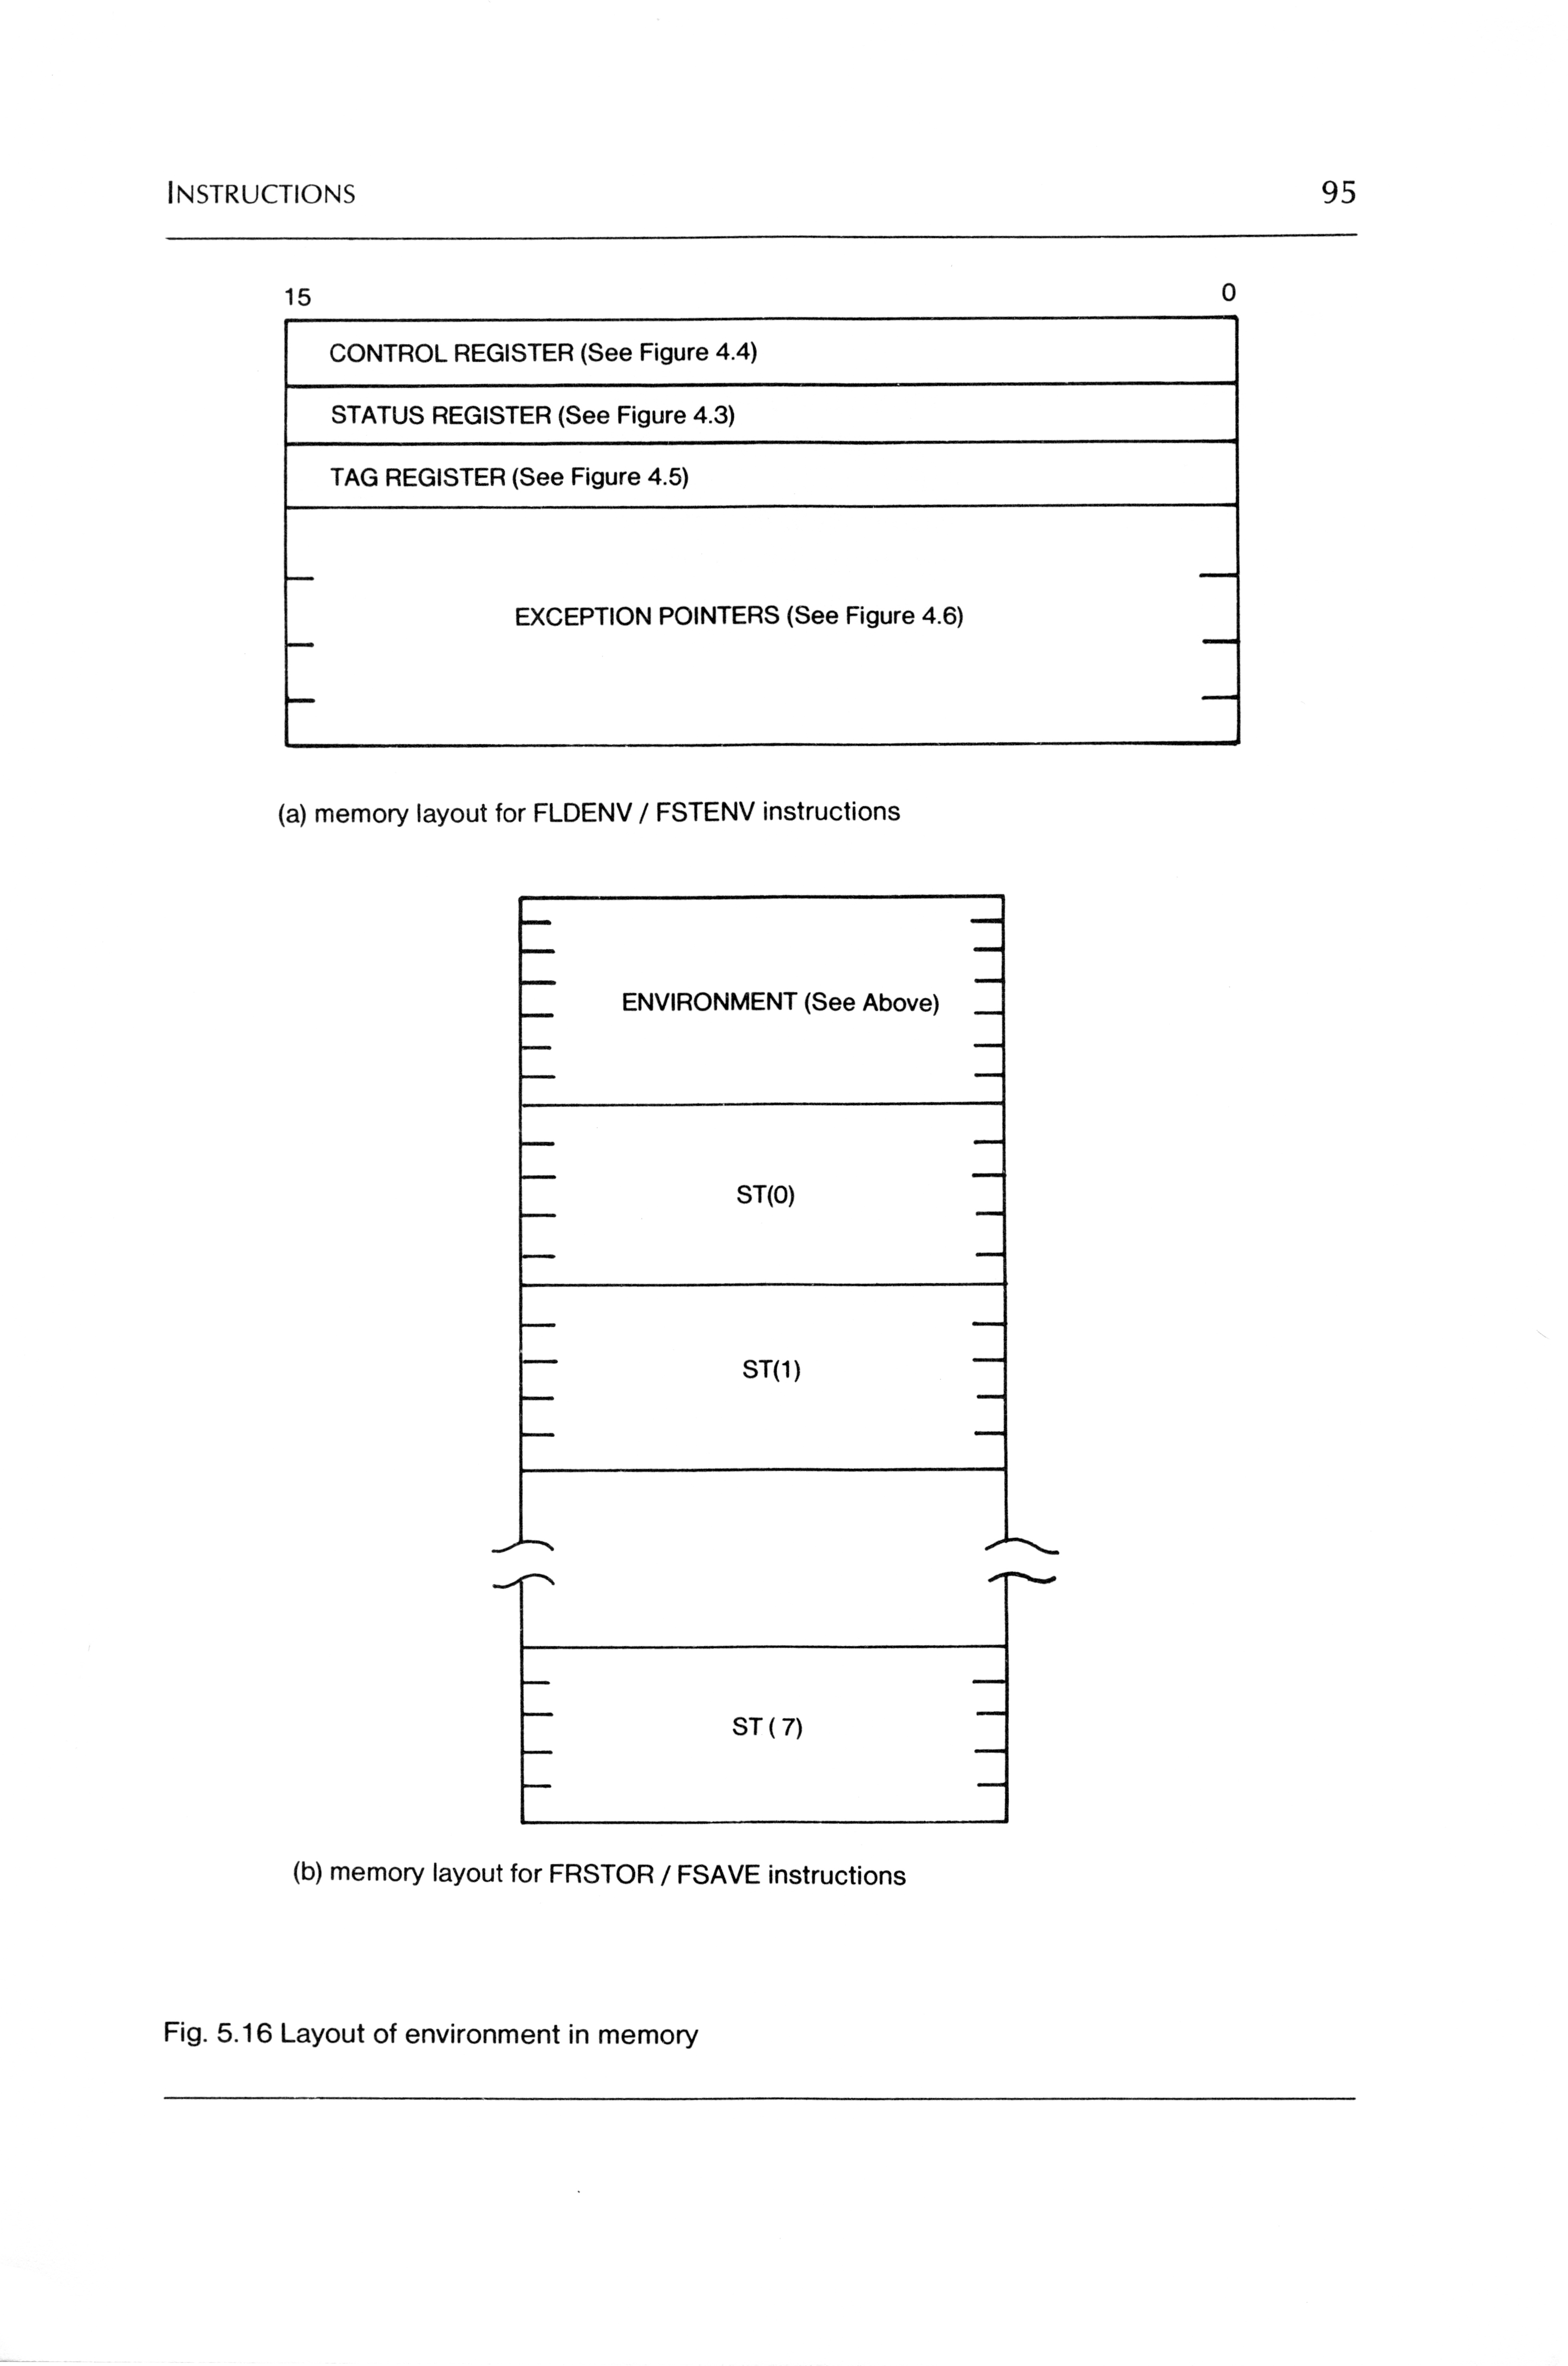 INSTRUCTIONS 95
15 0
CONTROL REGISTER (See Figure 4.4)
STATUS REGISTER (See Figure 4.3)
TAG REGISTER (See Figure 4.5)
EXCEPTION POINTERS (See Figure 4.6)
(a) memory layout for FLDENV / FSTENV instructions
ENVIRONMENT (See Above)
ST(0)
ST(1)
ST ( 7)
(b) memory layout for FRSTOR / FSAVE instructions
Fig. 5.16 Layout of environment in memory